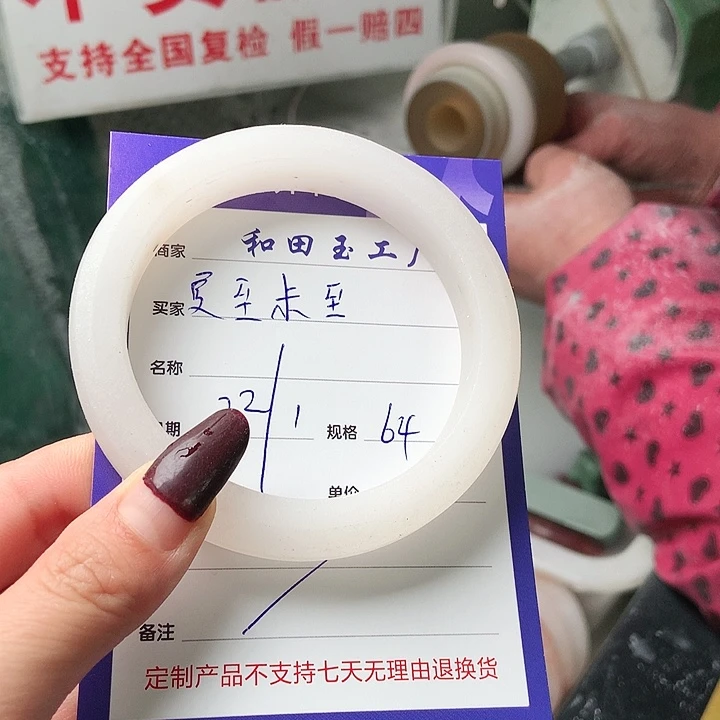 支持全国复检 假一赔四
商家 和田玉工厂
买家 夏至未至
名称
日期 22/1 规格 64
单价
备注
定制产品不支持七天无理由退换货